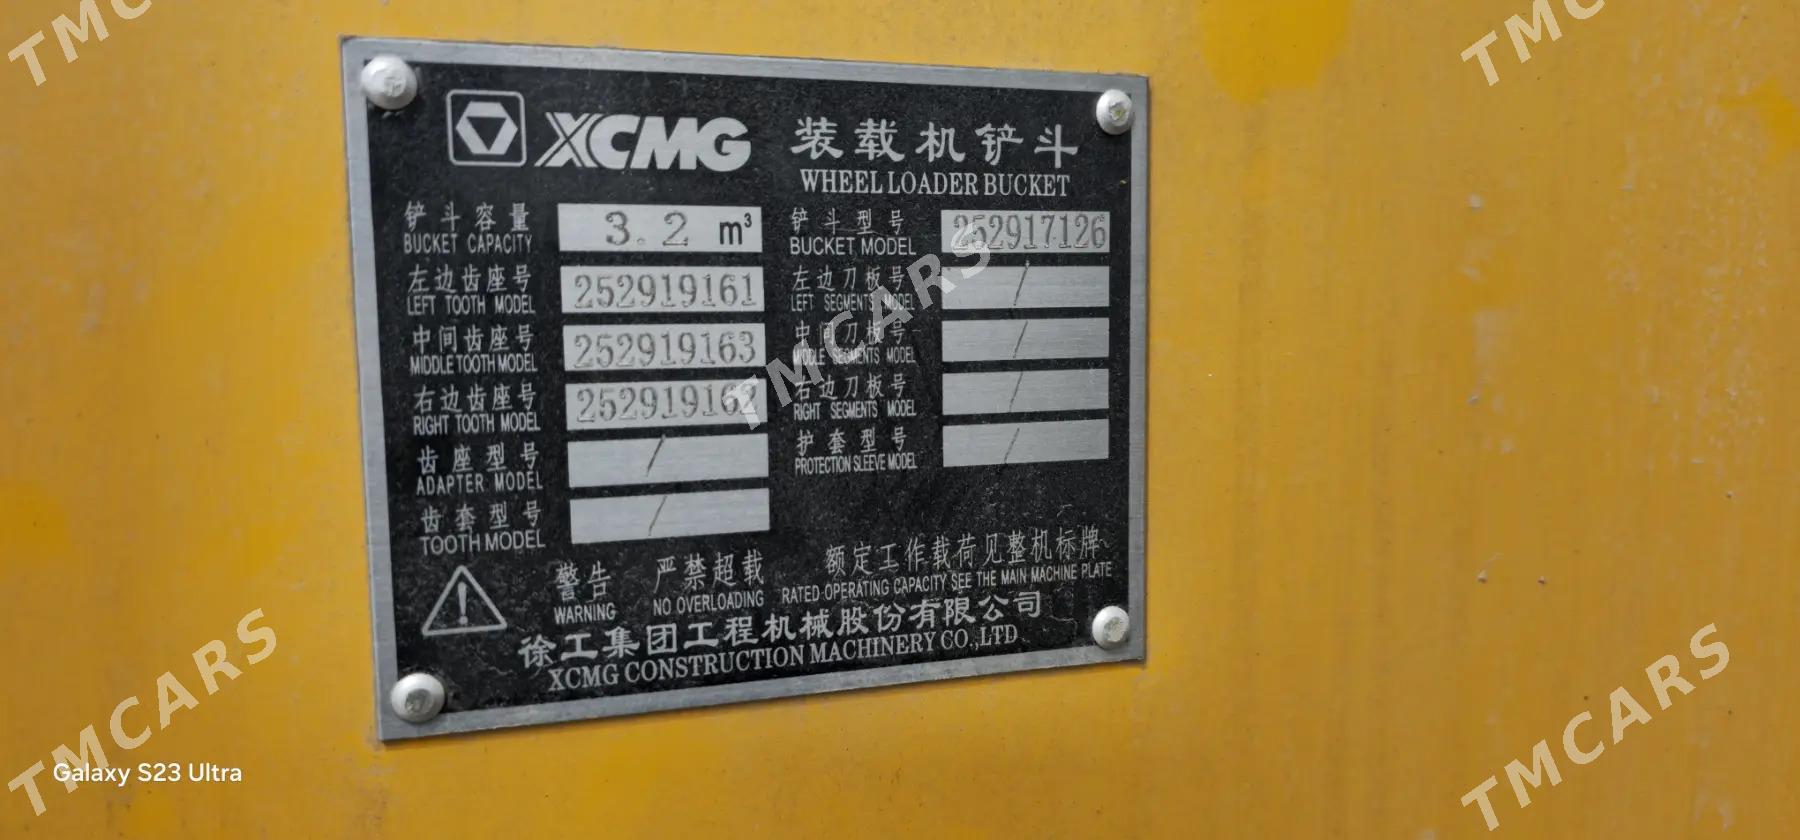 XCMG 装载机铲斗
WHEEL LOADER BUCKET
铲斗容量 3.2 m³
BUCKET CAPACITY
左边齿座号 252919161
LEFT TOOTH MODEL
中间齿座号 252919163
MIDDLE TOOTH MODEL
右边齿座号 252919162
RIGHT TOOTH MODEL
齿座型号 /
ADAPTER MODEL
齿套型号 /
TOOTH MODEL
铲斗型号 252917126
BUCKET MODEL
左边刀板号 /
LEFT SEGMENTS MODEL
中间刀板号 /
MIDDLE SEGMENTS MODEL
右边刀板号 /
RIGHT SEGMENTS MODEL
护套型号 /
PROTECTION SLEEVE MODEL
警告 严禁超载 额定工作载荷见整机标牌
WARNING NO OVERLOADING RATED OPERATING CAPACITY SEE THE MAIN MACHINE PLATE
徐工集团工程机械股份有限公司
XCMG CONSTRUCTION MACHINERY CO.,LTD
Galaxy S23 Ultra
TMCARS
TMCARS
TMCARS
TMC
TMCARS